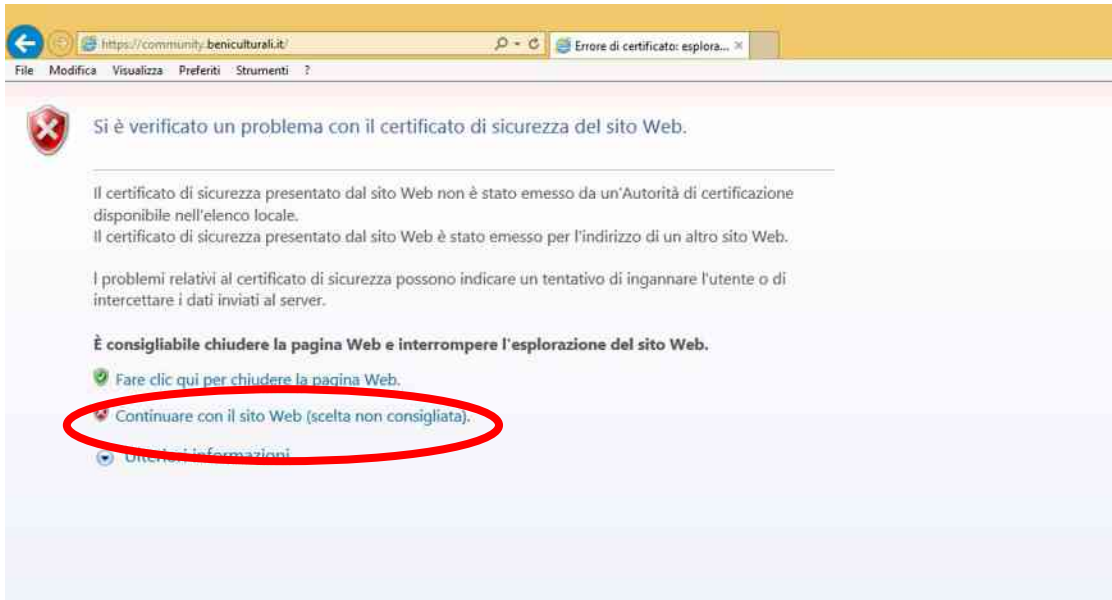 https://community.beniculturali.it/
Errore di certificato: esplora...
File Modifica Visualizza Preferiti Strumenti ?
Si è verificato un problema con il certificato di sicurezza del sito Web.
Il certificato di sicurezza presentato dal sito Web non è stato emesso da un'Autorità di certificazione
disponibile nell'elenco locale.
Il certificato di sicurezza presentato dal sito Web è stato emesso per l'indirizzo di un altro sito Web.
I problemi relativi al certificato di sicurezza possono indicare un tentativo di ingannare l'utente o di
intercettare i dati inviati al server.
È consigliabile chiudere la pagina Web e interrompere l'esplorazione del sito Web.
Fare clic qui per chiudere la pagina Web.
Continuare con il sito Web (scelta non consigliata).
Ulteriori informazioni